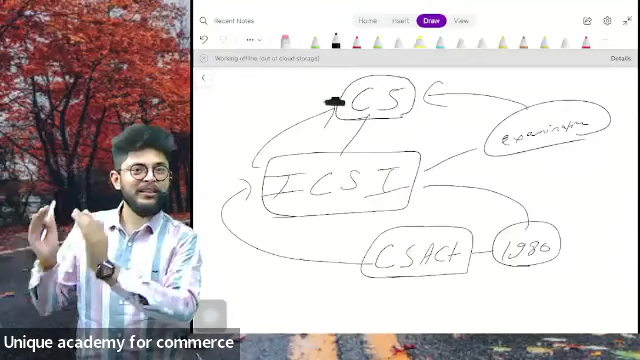 Recent Notes
Home Insert Draw View
Working offline (out of cloud storage)
Details
CS
examination
ICSI
CS Act
1980
Unique academy for commerce